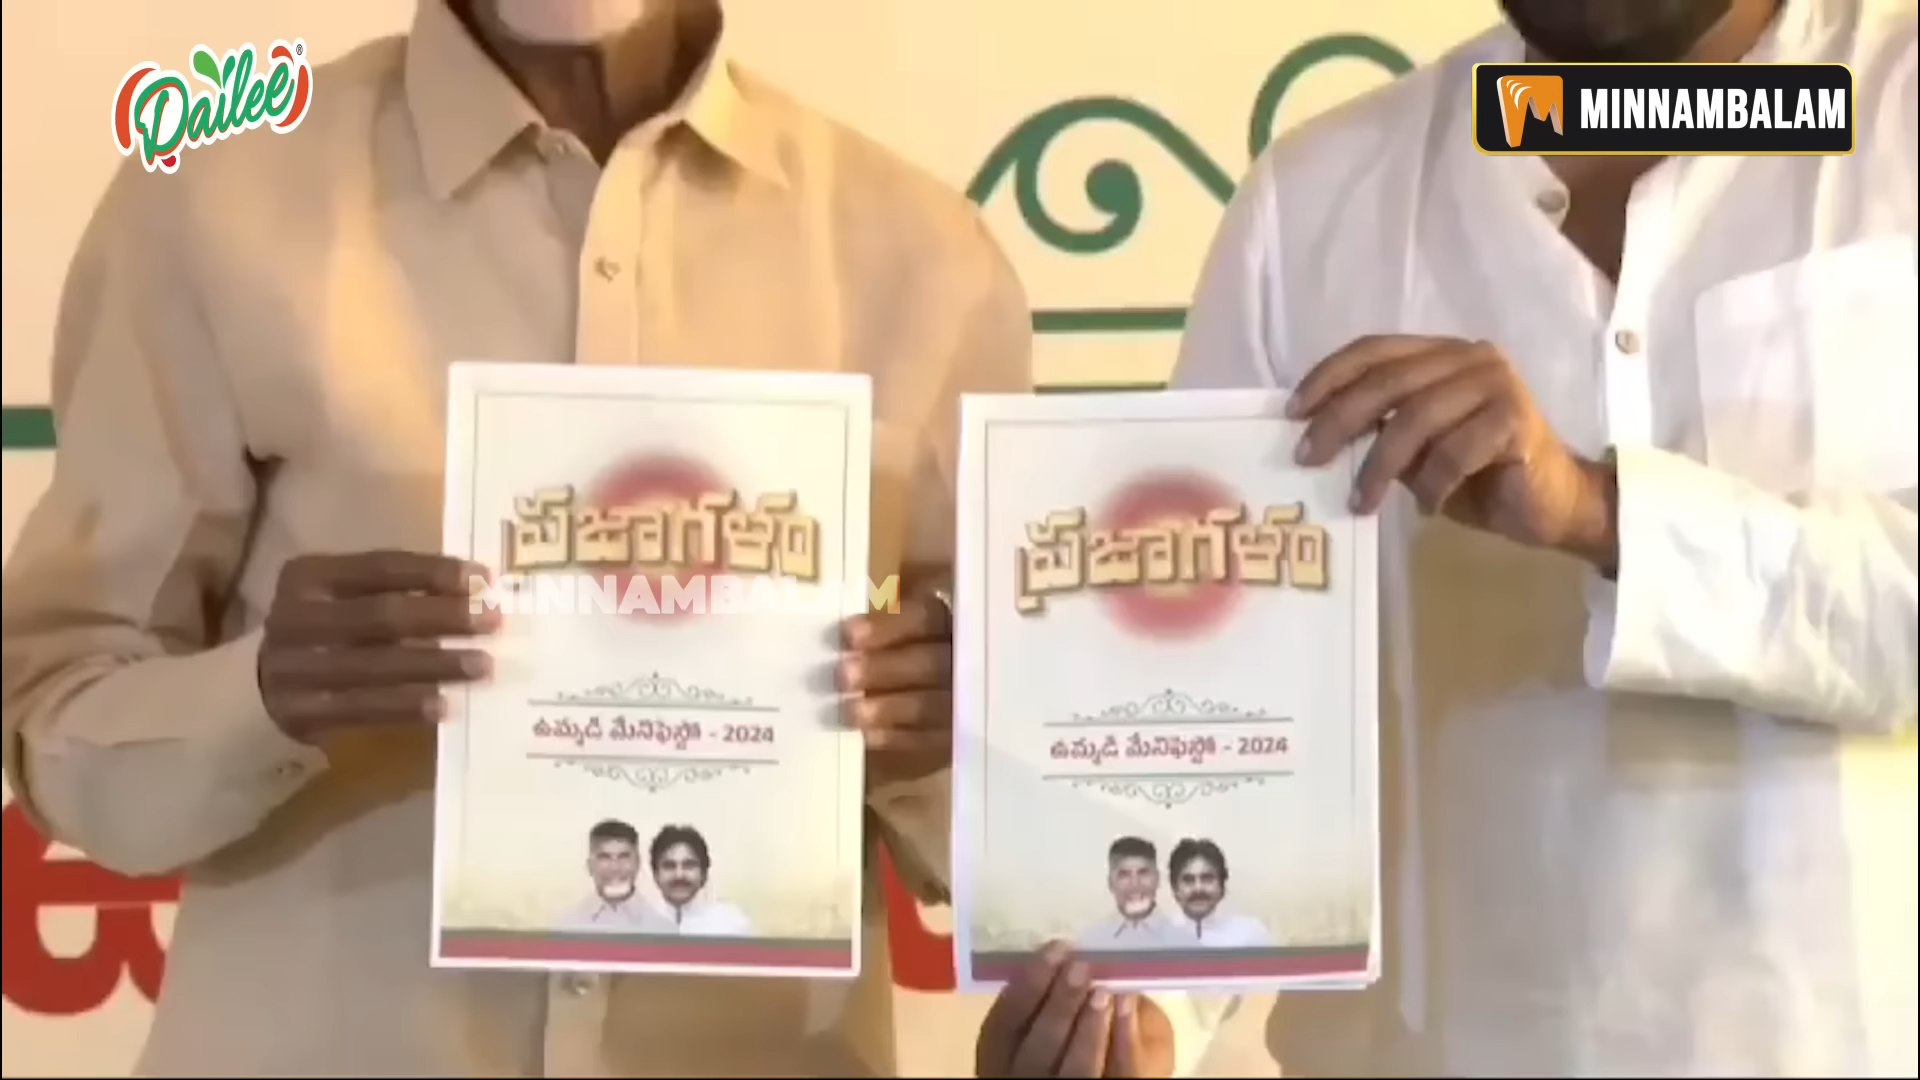 Dailee®
MINNAMBALAM
ప్రజాగళం
MINNAMBALAM
ఉమ్మడి మేనిఫెస్టో - 2024
ప్రజాగళం
ఉమ్మడి మేనిఫెస్టో - 2024